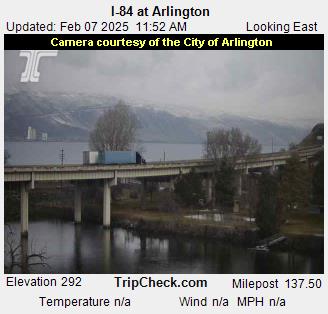 I-84 at Arlington
Updated: Feb 07 2025 11:52 AM Looking East
Camera courtesy of the City of Arlington
Elevation 292 TripCheck.com Milepost 137.50
Temperature n/a Wind n/a MPH n/a